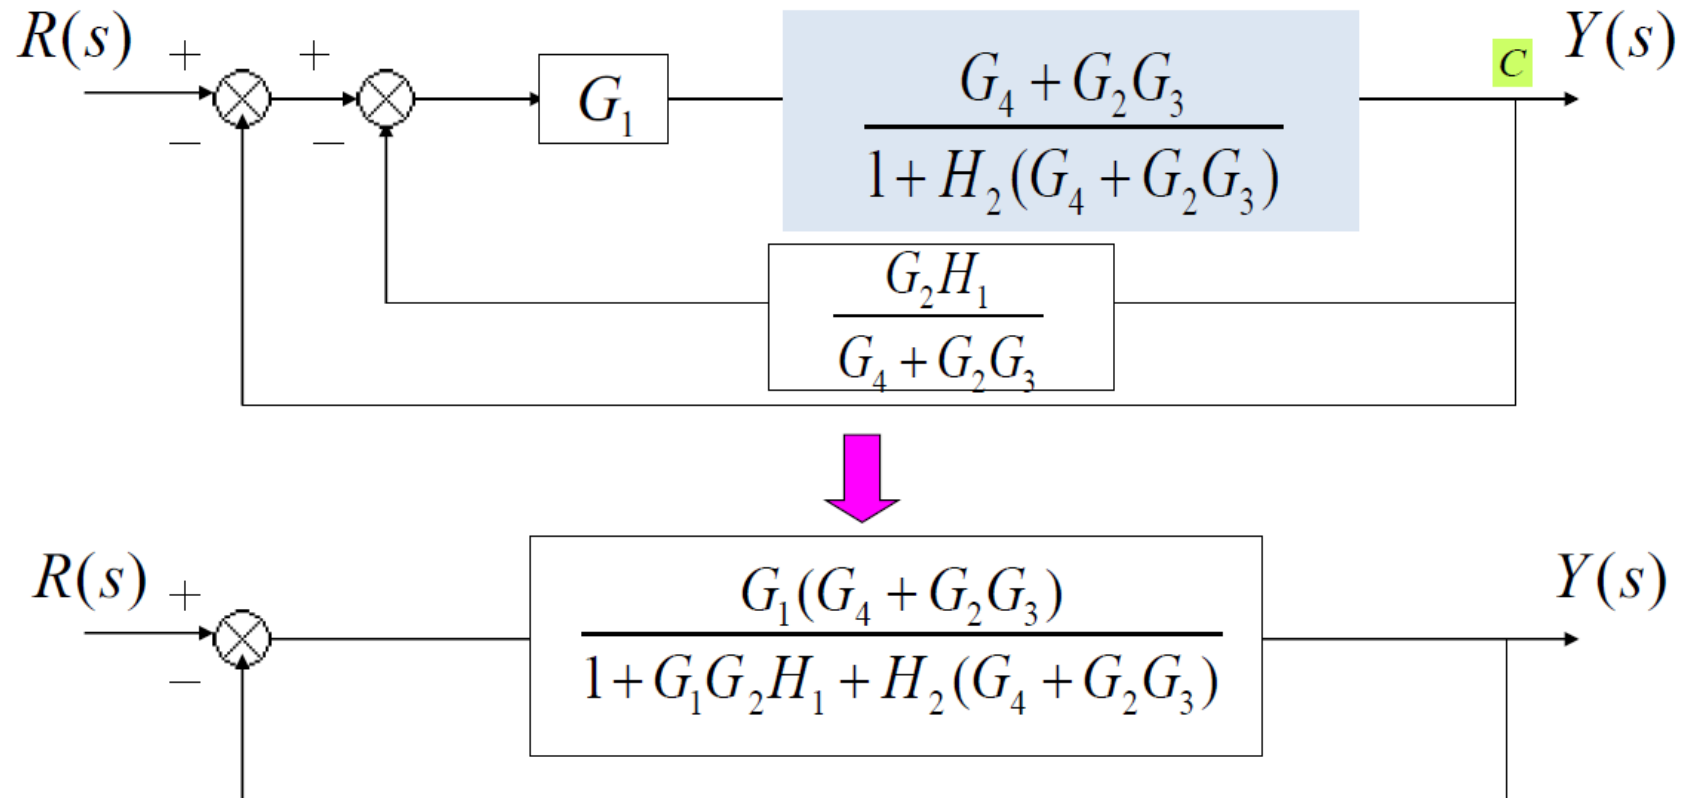 R(s) + + G₁ G₄ + G₂G₃ C Y(s)
− − 1 + H₂(G₄ + G₂G₃)
G₂H₁
G₄ + G₂G₃
R(s) + G₁(G₄ + G₂G₃) Y(s)
− 1 + G₁G₂H₁ + H₂(G₄ + G₂G₃)